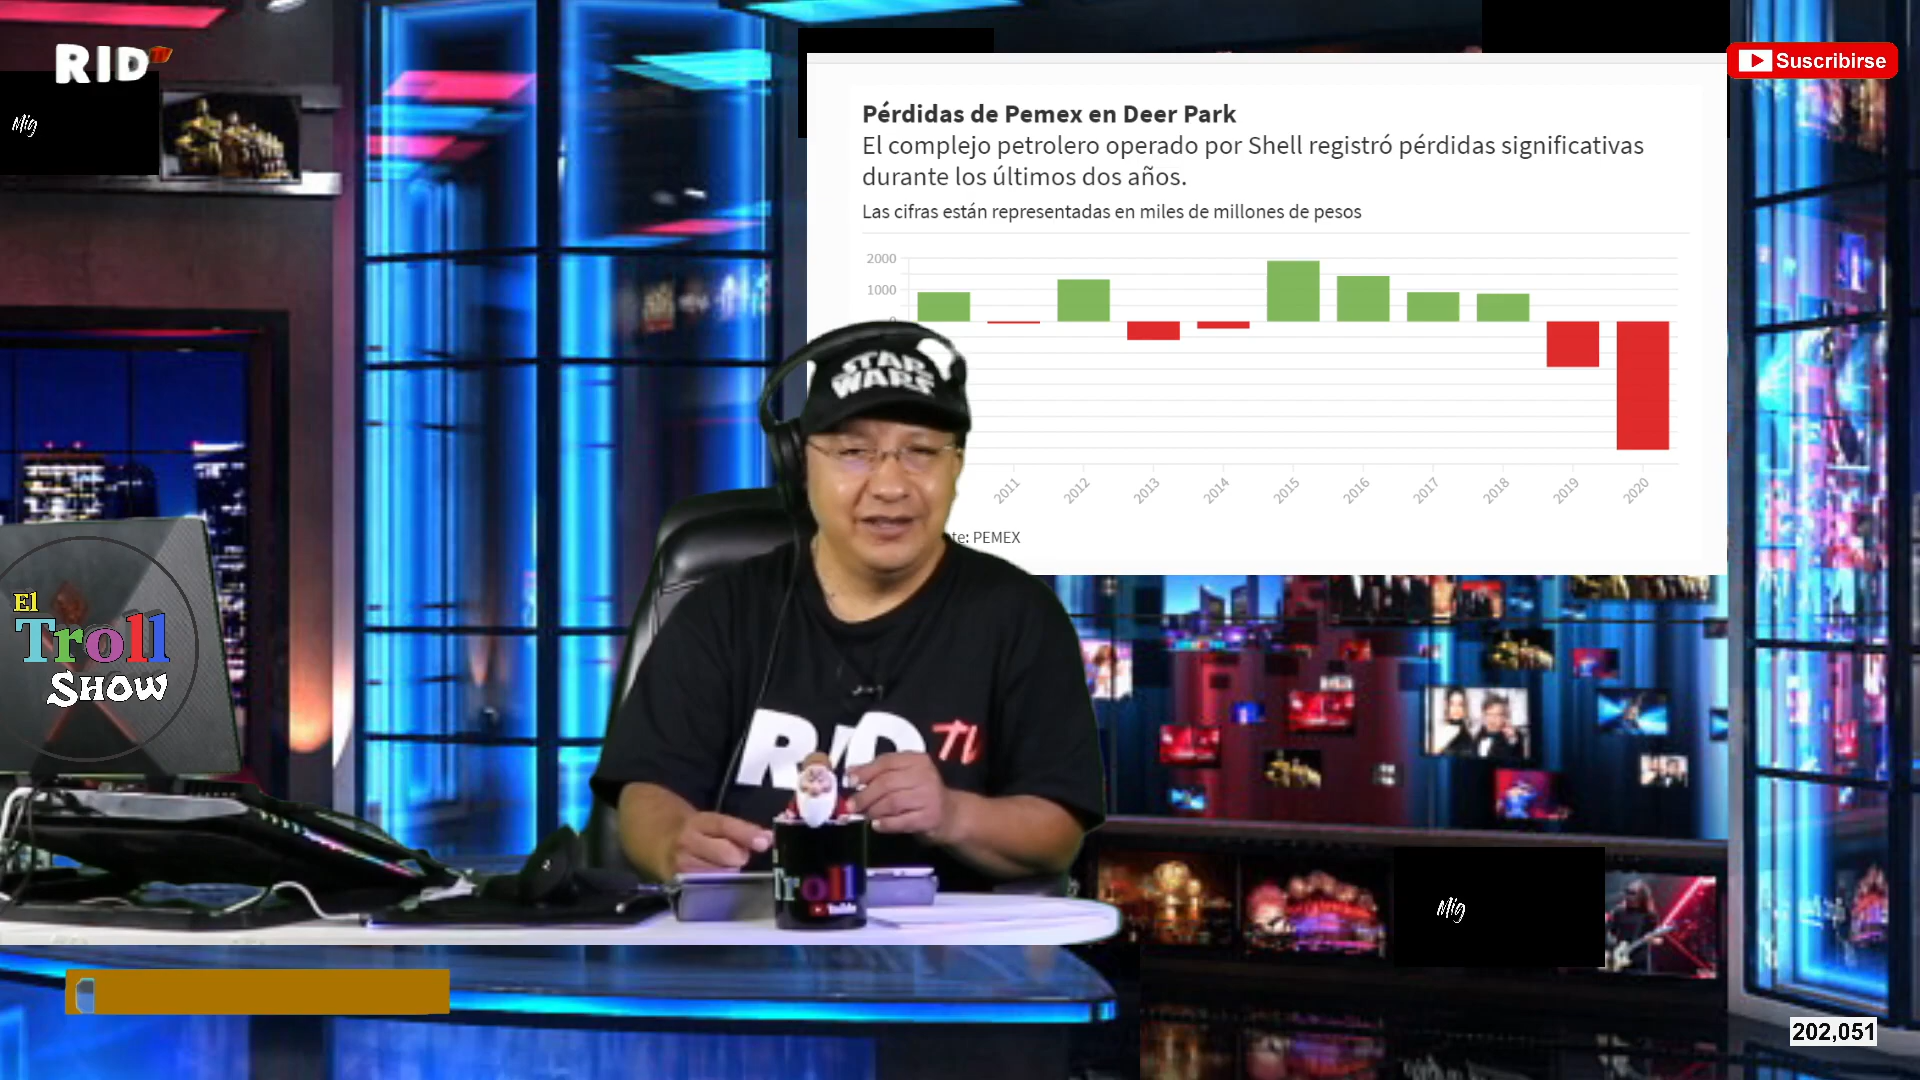 RID TV
Suscribirse
Mig
Pérdidas de Pemex en Deer Park
El complejo petrolero operado por Shell registró pérdidas significativas
durante los últimos dos años.
Las cifras están representadas en miles de millones de pesos
2000
1000
2011 2012 2013 2014 2015 2016 2017 2018 2019 2020
te: PEMEX
STAR
WARS
El
Troll
SHOW
RID TV
Troll
YouTube
Mig
202,051